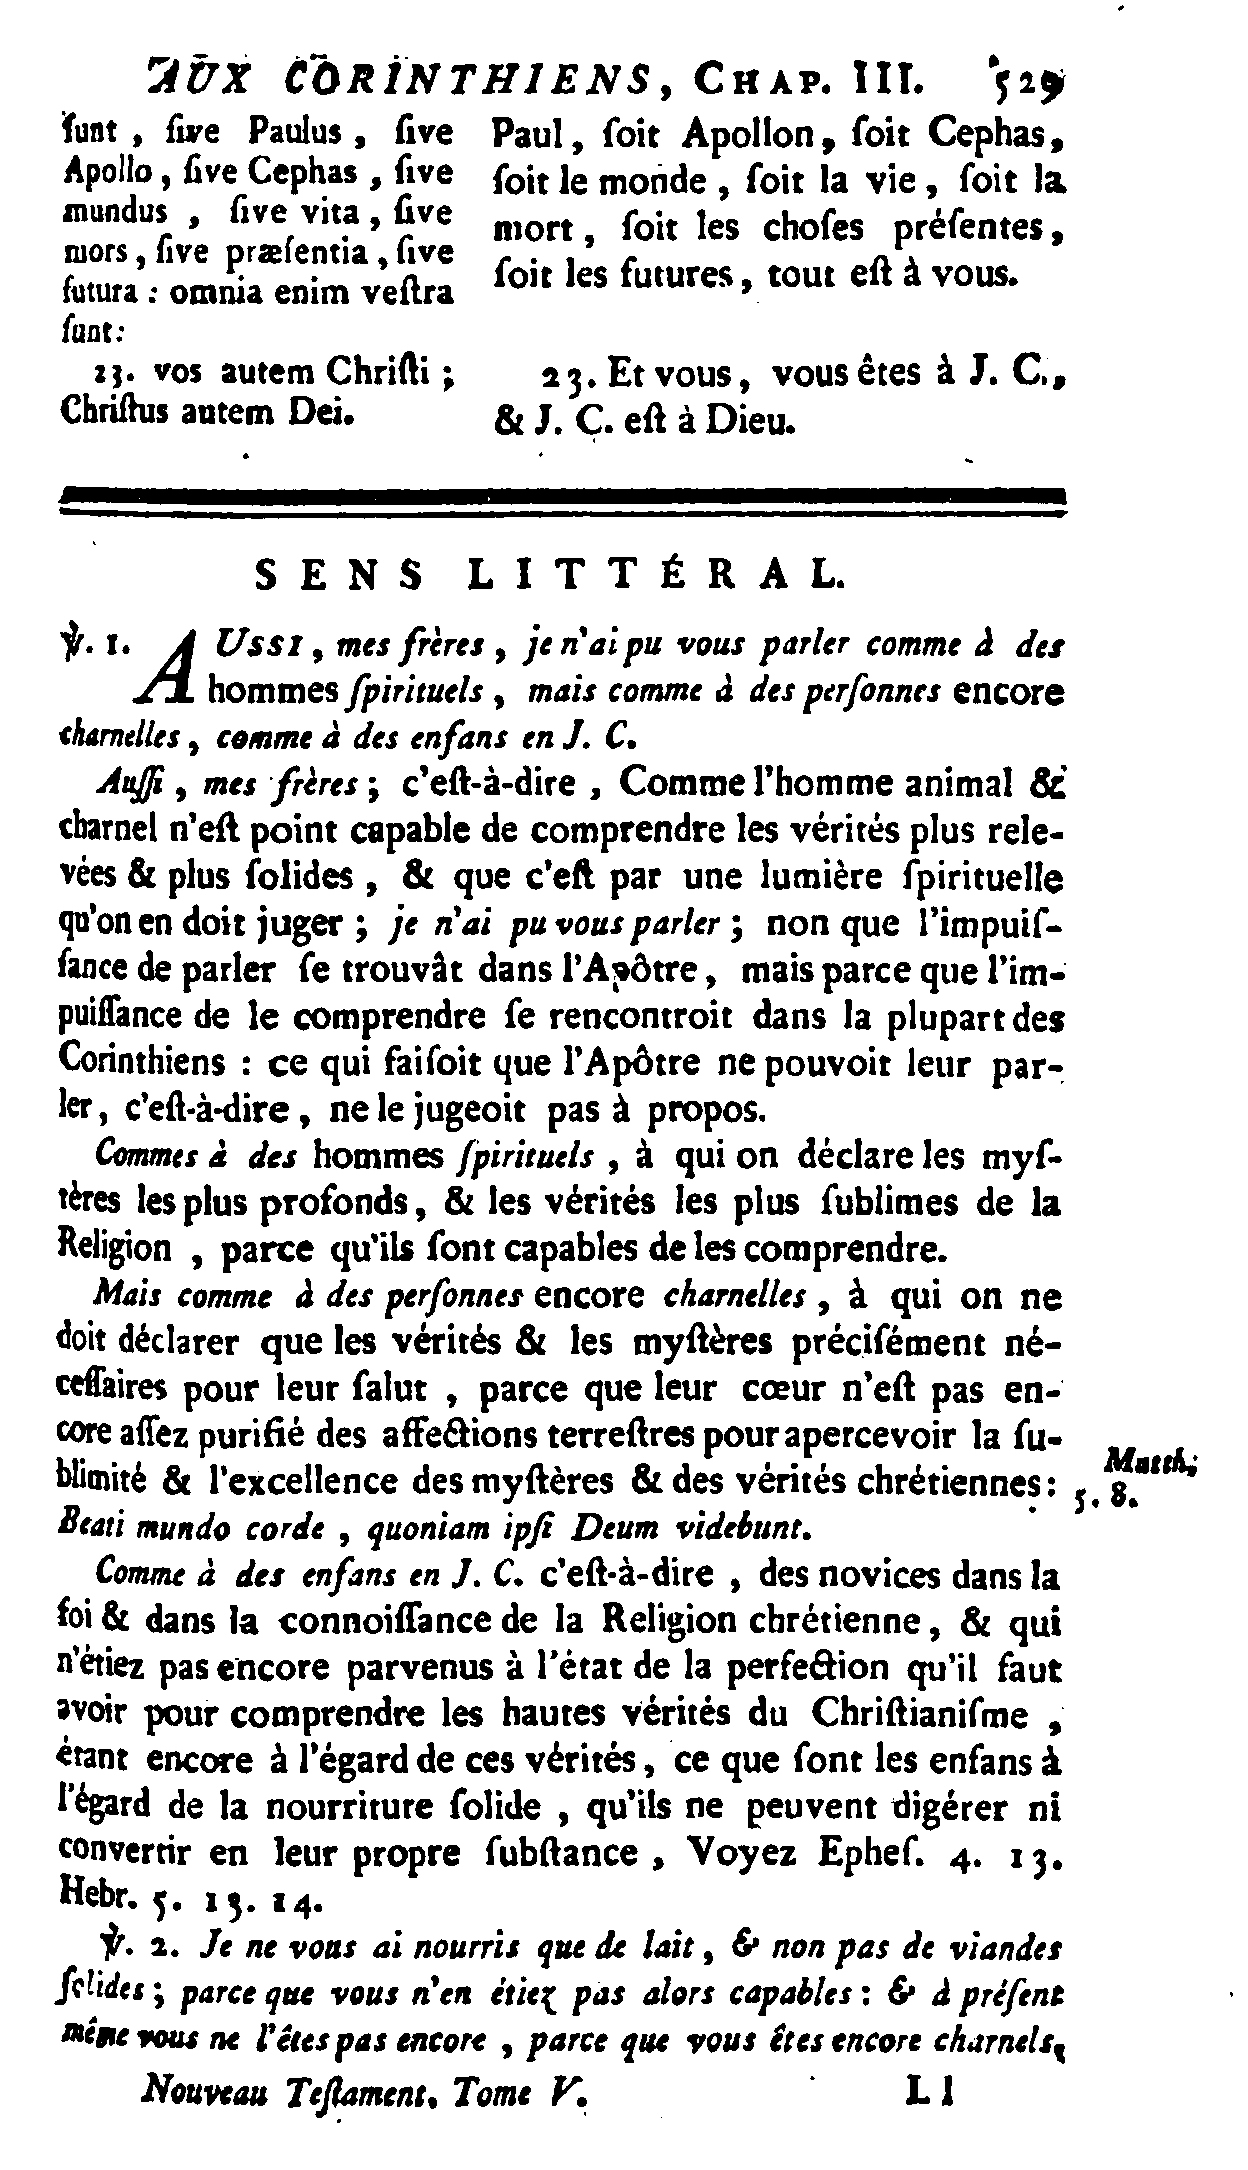 AUX CORINTHIENS, CHAP. III. 529
ſunt, ſive Paulus, ſive
Apollo, ſive Cephas, ſive
mundus, ſive vita, ſive
mors, ſive præſentia, ſive
futura : omnia enim veſtra
ſunt:
23. vos autem Chriſti ;
Chriſtus autem Dei.
Paul, ſoit Apollon, ſoit Cephas,
ſoit le monde, ſoit la vie, ſoit la
mort, ſoit les choſes préſentes,
ſoit les futures, tout eſt à vous.
23. Et vous, vous êtes à J. C.,
& J. C. eſt à Dieu.
SENS LITTÉRAL.
℣. 1. AUSSI, mes frères, je n'ai pu vous parler comme à des
hommes ſpirituels, mais comme à des perſonnes encore
charnelles, comme à des enfans en J. C.
Auſſi, mes frères ; c'eſt-à-dire, Comme l'homme animal &
charnel n'eſt point capable de comprendre les vérités plus rele-
vées & plus ſolides, & que c'eſt par une lumière ſpirituelle
qu'on en doit juger ; je n'ai pu vous parler ; non que l'impuiſ-
ſance de parler ſe trouvât dans l'Apôtre, mais parce que l'im-
puiſſance de le comprendre ſe rencontroit dans la plupart des
Corinthiens : ce qui faiſoit que l'Apôtre ne pouvoit leur par-
ler, c'eſt-à-dire, ne le jugeoit pas à propos.
Commes à des hommes ſpirituels, à qui on déclare les myſ-
tères les plus profonds, & les vérités les plus ſublimes de la
Religion, parce qu'ils ſont capables de les comprendre.
Mais comme à des perſonnes encore charnelles, à qui on ne
doit déclarer que les vérités & les myſtères préciſément né-
ceſſaires pour leur ſalut, parce que leur cœur n'eſt pas en-
core aſſez purifié des affections terreſtres pour apercevoir la ſu-
blimité & l'excellence des myſtères & des vérités chrétiennes :
Beati mundo corde, quoniam ipſi Deum videbunt.
Matth.
5. 8.
Comme à des enfans en J. C. c'eſt-à-dire, des novices dans la
foi & dans la connoiſſance de la Religion chrétienne, & qui
n'étiez pas encore parvenus à l'état de la perfection qu'il faut
avoir pour comprendre les hautes vérités du Chriſtianiſme,
étant encore à l'égard de ces vérités, ce que ſont les enfans à
l'égard de la nourriture ſolide, qu'ils ne peuvent digérer ni
convertir en leur propre ſubſtance, Voyez Epheſ. 4. 13.
Hebr. 5. 13. 14.
℣. 2. Je ne vous ai nourris que de lait, & non pas de viandes
ſolides ; parce que vous n'en étiez pas alors capables : & à préſent
même vous ne l'êtes pas encore, parce que vous êtes encore charnels,
Nouveau Teſtament. Tome V. Ll